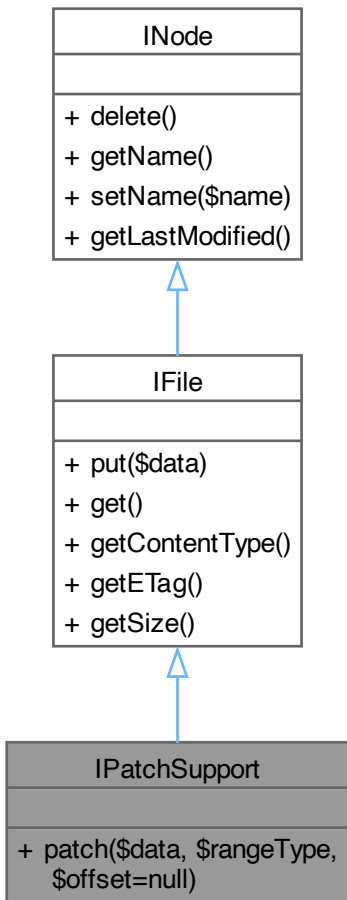 INode
+ delete()
+ getName()
+ setName($name)
+ getLastModified()
IFile
+ put($data)
+ get()
+ getContentType()
+ getETag()
+ getSize()
IPatchSupport
+ patch($data, $rangeType,
$offset=null)